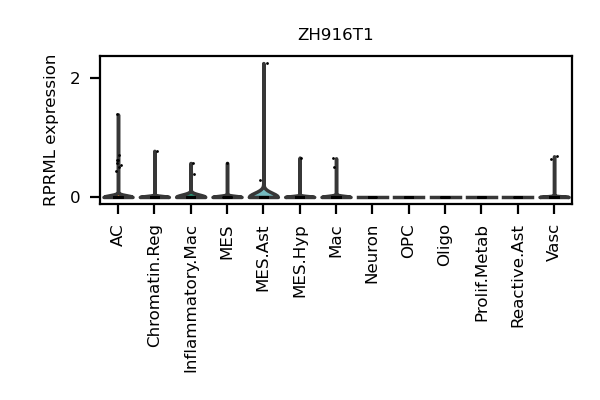 ZH916T1
RPRML expression
2
0
AC
Chromatin.Reg
Inflammatory.Mac
MES
MES.Ast
MES.Hyp
Mac
Neuron
OPC
Oligo
Prolif.Metab
Reactive.Ast
Vasc